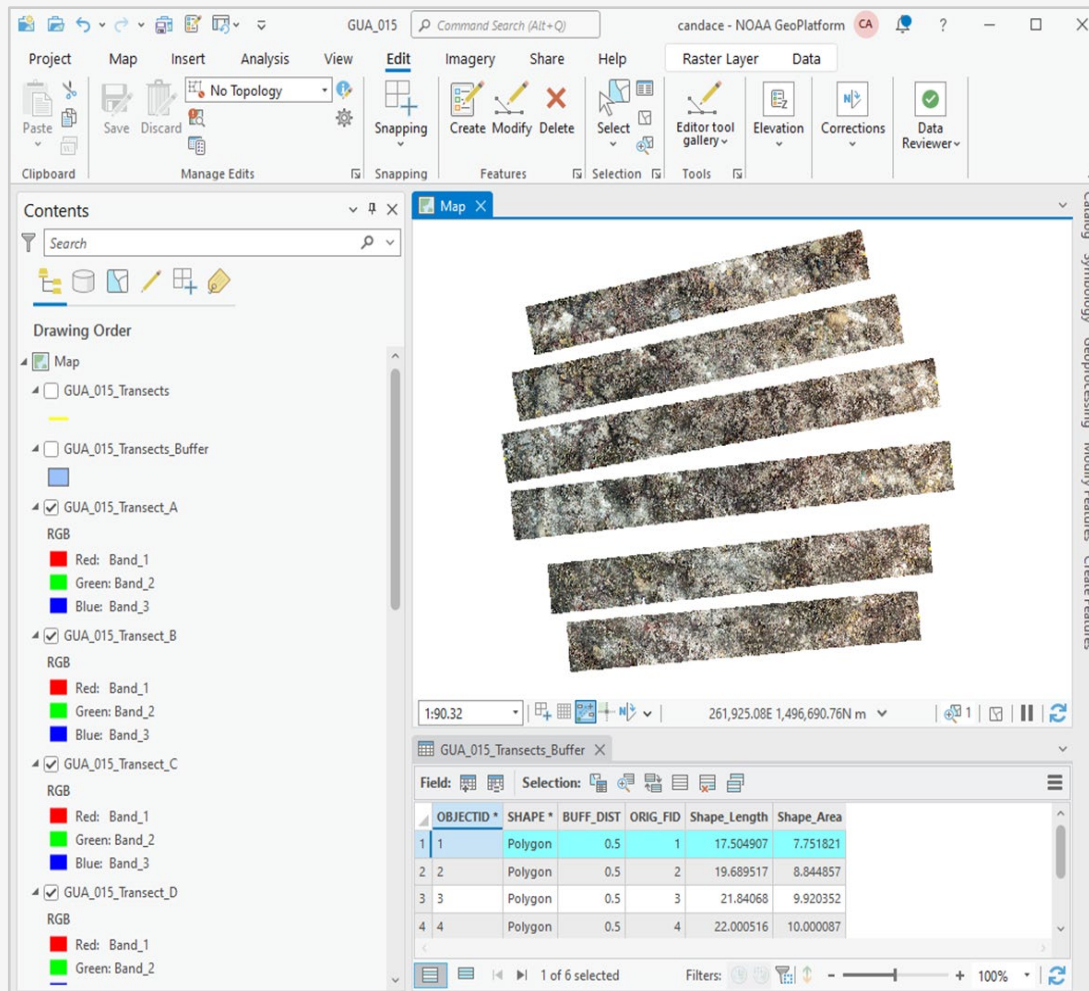 GUA_015
Command Search (Alt+Q)
candace - NOAA GeoPlatform
CA
?
Project Map Insert Analysis View Edit Imagery Share Help Raster Layer Data
No Topology
Paste
Save Discard
Snapping
Create Modify Delete
Select
Editor tool gallery
Elevation
Corrections
Data Reviewer
Clipboard
Manage Edits
Snapping
Features
Selection
Tools
Contents
Search
Drawing Order
Map
GUA_015_Transects
GUA_015_Transects_Buffer
GUA_015_Transect_A
RGB
Red: Band_1
Green: Band_2
Blue: Band_3
GUA_015_Transect_B
RGB
Red: Band_1
Green: Band_2
Blue: Band_3
GUA_015_Transect_C
RGB
Red: Band_1
Green: Band_2
Blue: Band_3
GUA_015_Transect_D
RGB
Red: Band_1
Green: Band_2
Map
1:90.32
261,925.08E 1,496,690.76N m
1
GUA_015_Transects_Buffer
Field:
Selection:
OBJECTID * SHAPE * BUFF_DIST ORIG_FID Shape_Length Shape_Area
1 1 Polygon 0.5 1 17.504907 7.751821
2 2 Polygon 0.5 2 19.689517 8.844857
3 3 Polygon 0.5 3 21.84068 9.920352
4 4 Polygon 0.5 4 22.000516 10.000087
1 of 6 selected
Filters:
- + 100%
Catalog
Symbology
Geoprocessing
Modify Features
Create Features